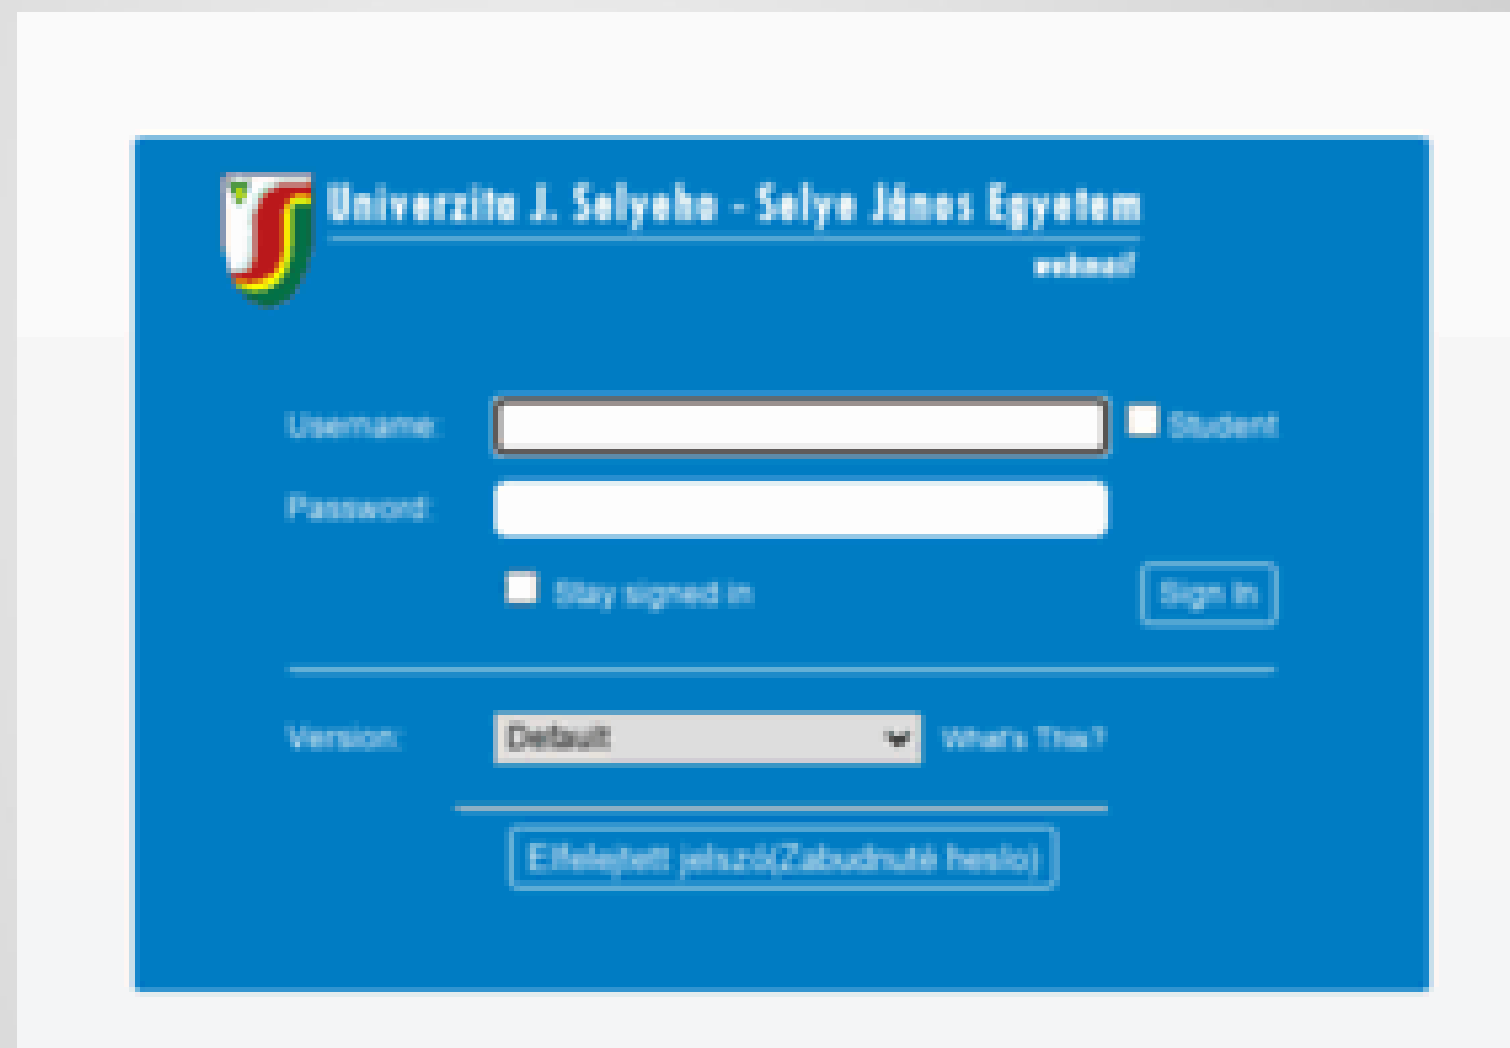 Univerzita J. Selyeho - Selye János Egyetem
webmail
Username:
Student
Password:
Stay signed in
Sign In
Version:
Default
What's This?
Elfelejtett jelszó(Zabudnuté heslo)